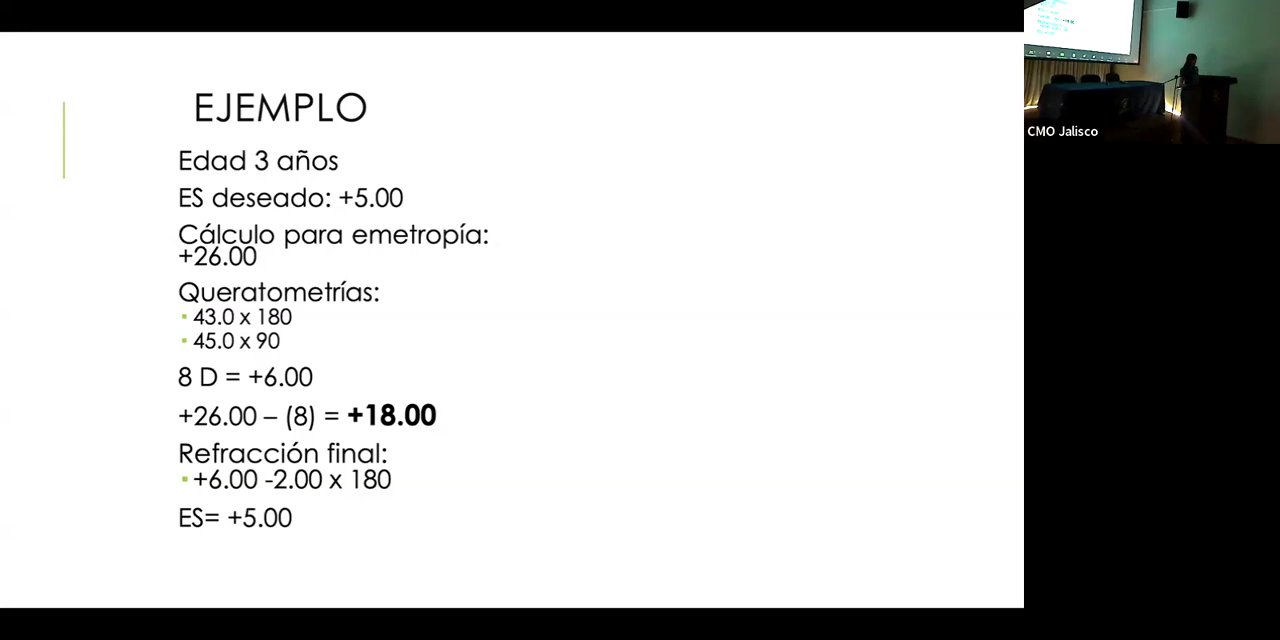 EJEMPLO
Edad 3 años
ES deseado: +5.00
Cálculo para emetropía:
+26.00
Queratometrías:
▪ 43.0 x 180
▪ 45.0 x 90
8 D = +6.00
+26.00 – (8) = +18.00
Refracción final:
▪ +6.00 -2.00 x 180
ES= +5.00
CMO Jalisco